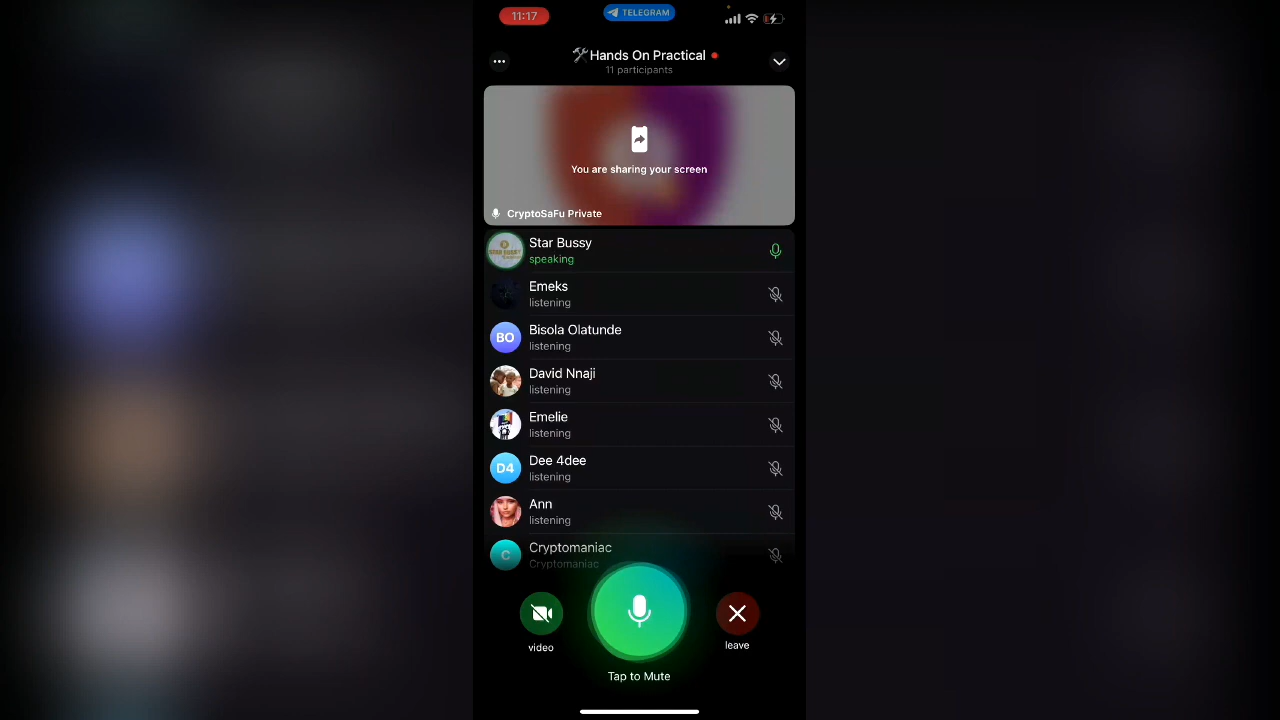 11:17
TELEGRAM
🛠Hands On Practical
11 participants
You are sharing your screen
CryptoSaFu Private
Star Bussy
speaking
Emeks
listening
BO
Bisola Olatunde
listening
David Nnaji
listening
Emelie
listening
D4
Dee 4dee
listening
Ann
listening
C
Cryptomaniac
Cryptomaniac
video
leave
Tap to Mute